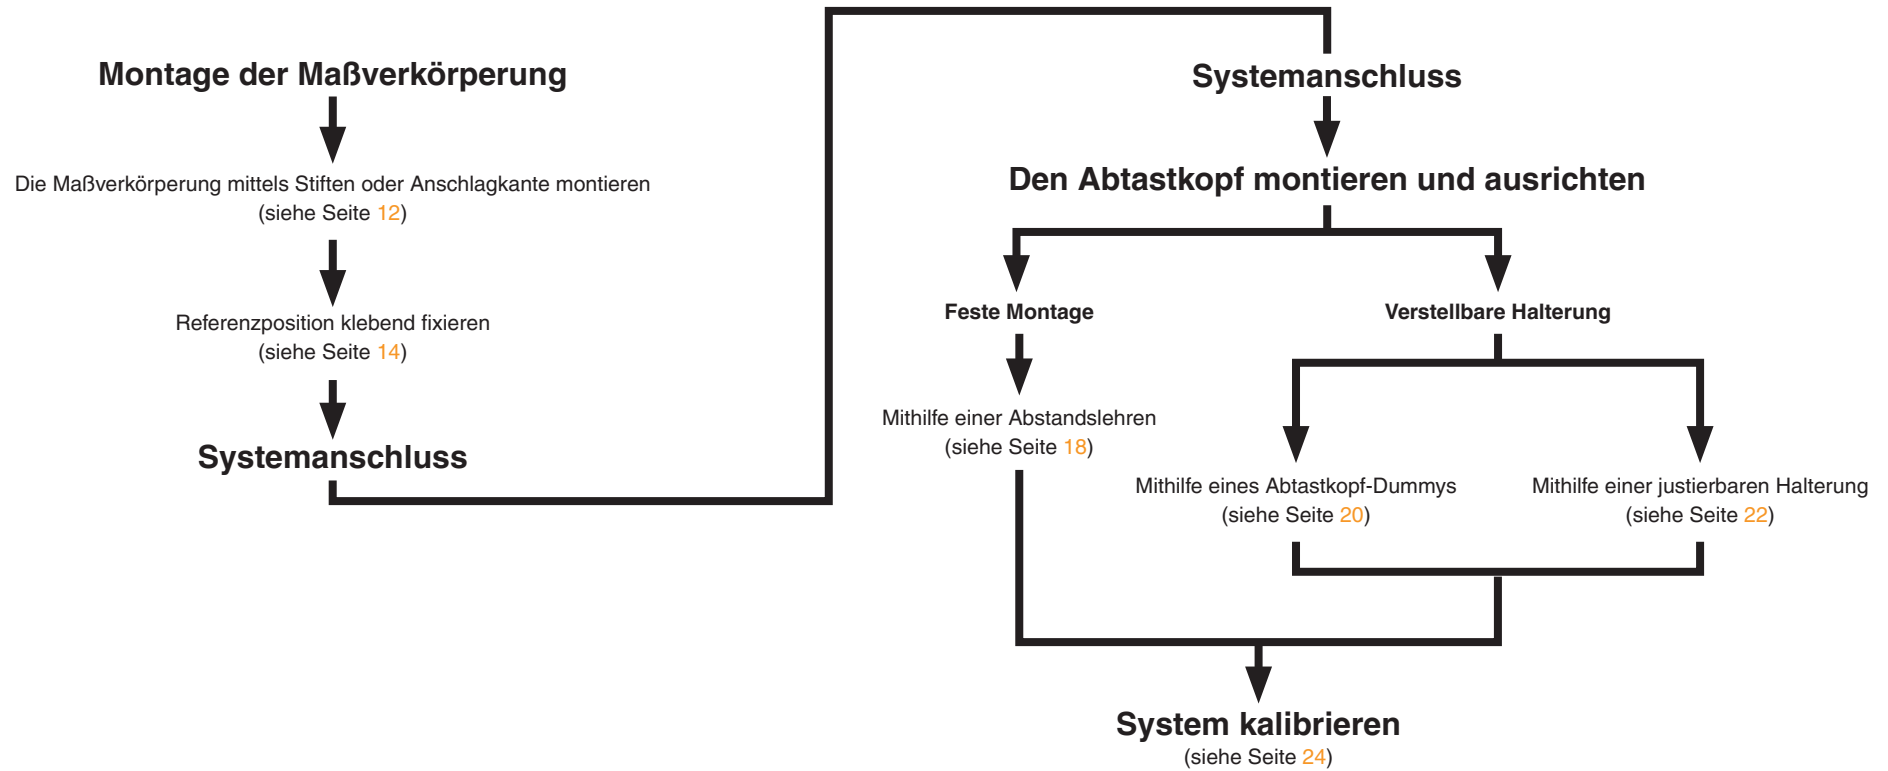 Montage der Maßverkörperung
Die Maßverkörperung mittels Stiften oder Anschlagkante montieren
(siehe Seite 12)
Referenzposition klebend fixieren
(siehe Seite 14)
Systemanschluss
Systemanschluss
Den Abtastkopf montieren und ausrichten
Feste Montage
Verstellbare Halterung
Mithilfe einer Abstandslehren
(siehe Seite 18)
Mithilfe eines Abtastkopf-Dummys
(siehe Seite 20)
Mithilfe einer justierbaren Halterung
(siehe Seite 22)
System kalibrieren
(siehe Seite 24)